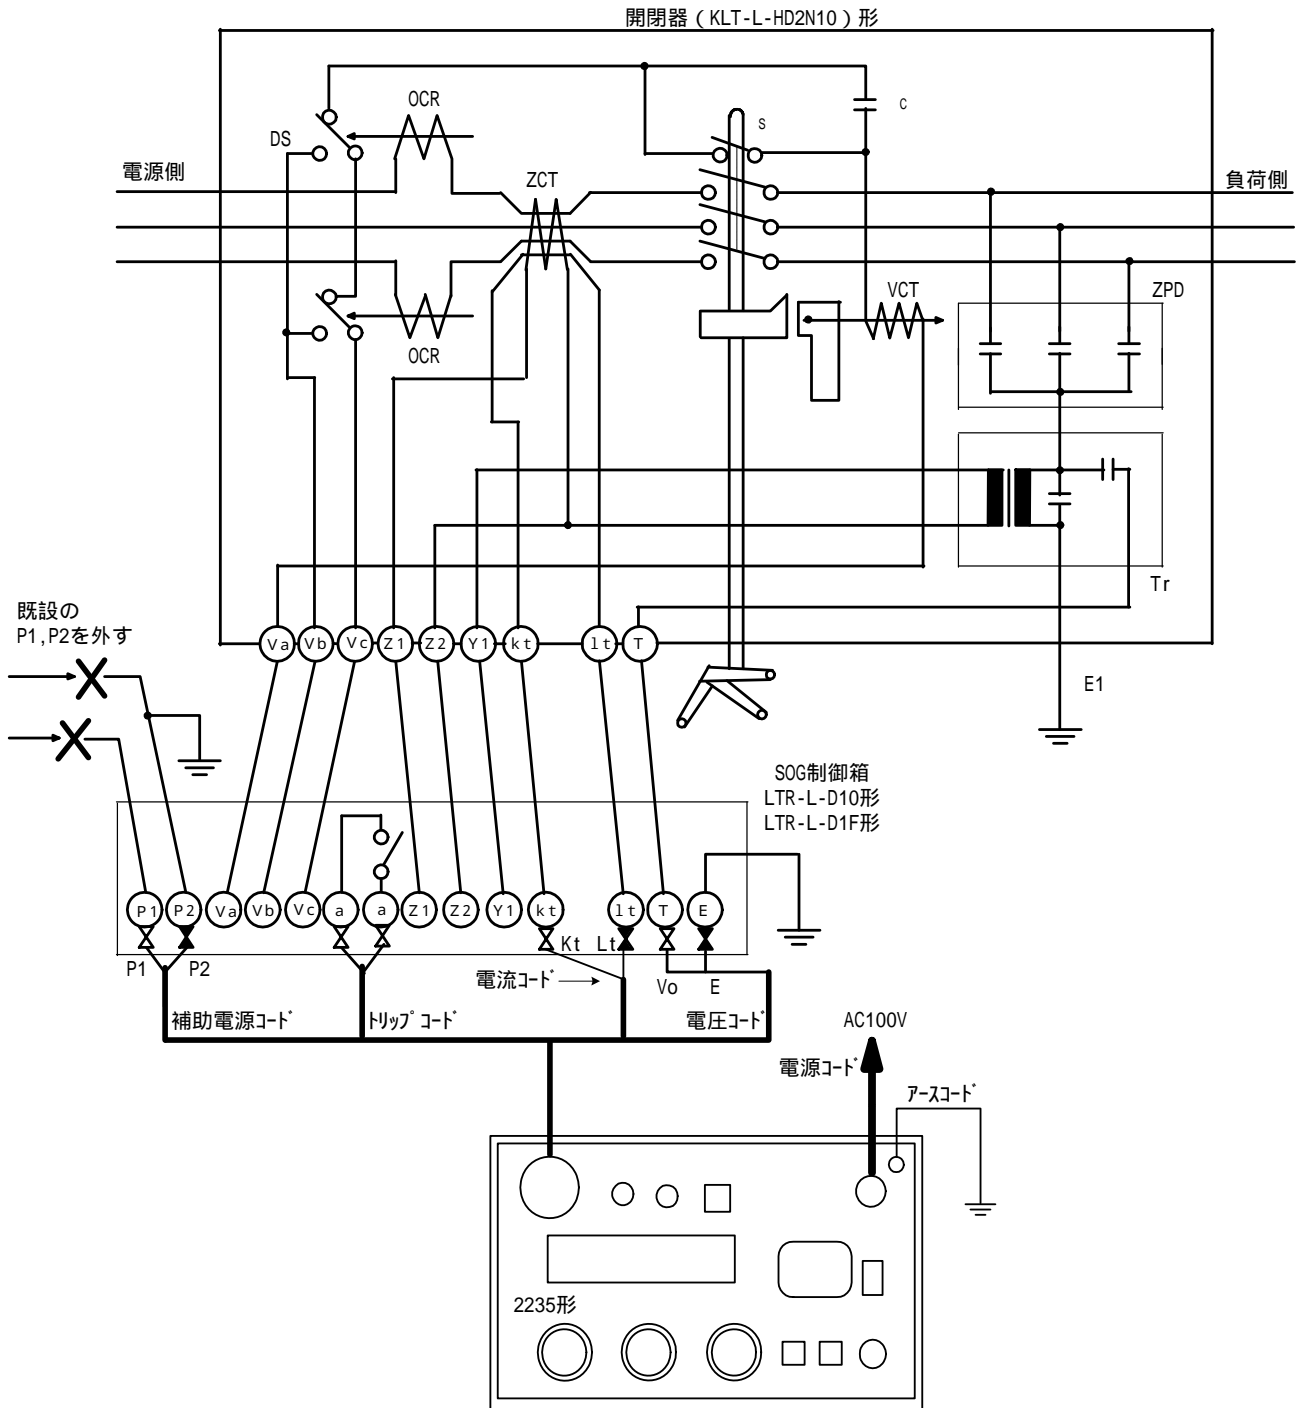 開閉器（KLT-L-HD2N10）形
OCR
C
DS
S
電源側
ZCT
負荷側
VCT
ZPD
OCR
Tr
既設の
P1,P2を外す
Va Vb Vc Z1 Z2 Y1 kt lt T
E1
SOG制御箱
LTR-L-D10形
LTR-L-D1F形
P1 P2 Va Vb Vc a a Z1 Z2 Y1 kt lt T E
Kt Lt
P1 P2
電流ｺｰﾄﾞ
Vo E
補助電源ｺｰﾄﾞ
ﾄﾘｯﾌﾟｺｰﾄﾞ
電圧ｺｰﾄﾞ
AC100V
電源ｺｰﾄﾞ
ｱｰｽｺｰﾄﾞ
2235形